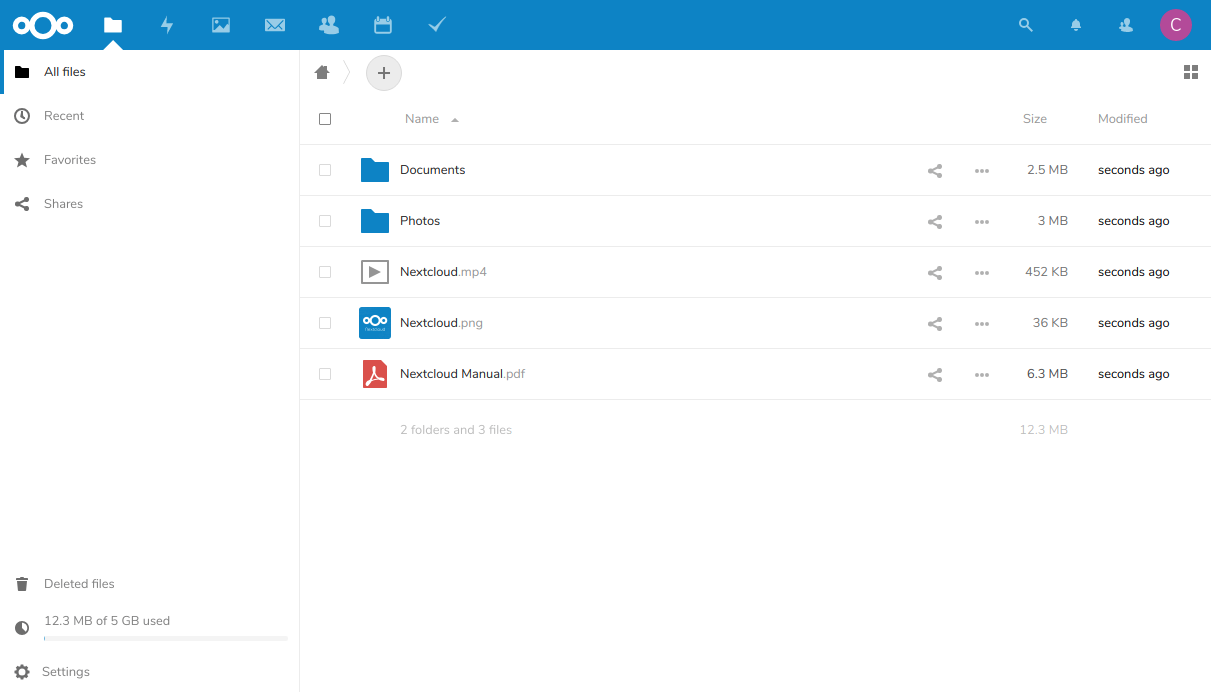 C
All files
Recent
Favorites
Shares
Name Size Modified
Documents 2.5 MB seconds ago
Photos 3 MB seconds ago
Nextcloud.mp4 452 KB seconds ago
Nextcloud.png 36 KB seconds ago
Nextcloud Manual.pdf 6.3 MB seconds ago
2 folders and 3 files 12.3 MB
Deleted files
12.3 MB of 5 GB used
Settings